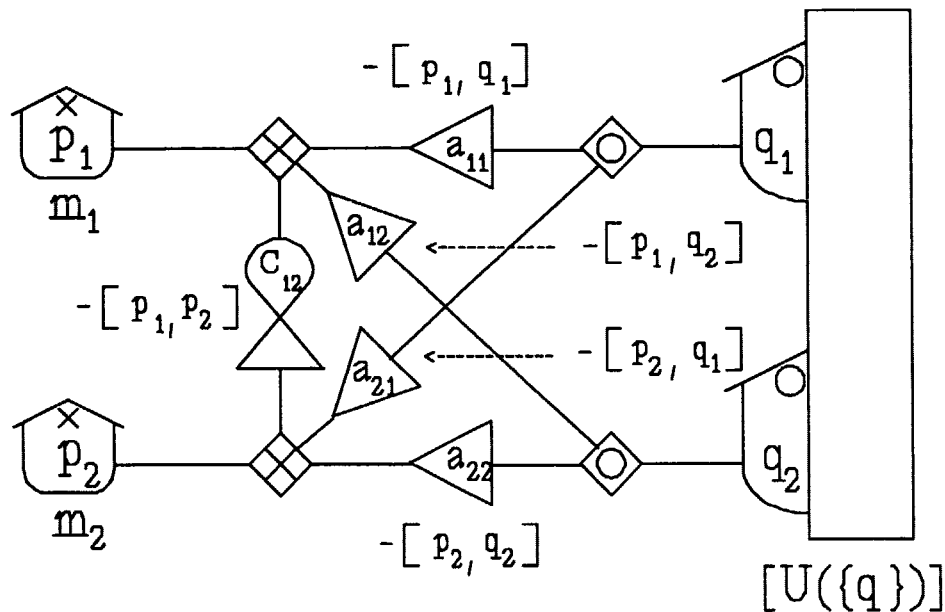 -[p₁, q₁]
p₁
m₁
a₁₁
q₁
a₁₂
-[p₁, q₂]
C₁₂
-[p₁, p₂]
a₂₁
-[p₂, q₁]
p₂
m₂
a₂₂
q₂
-[p₂, q₂]
[U({q})]